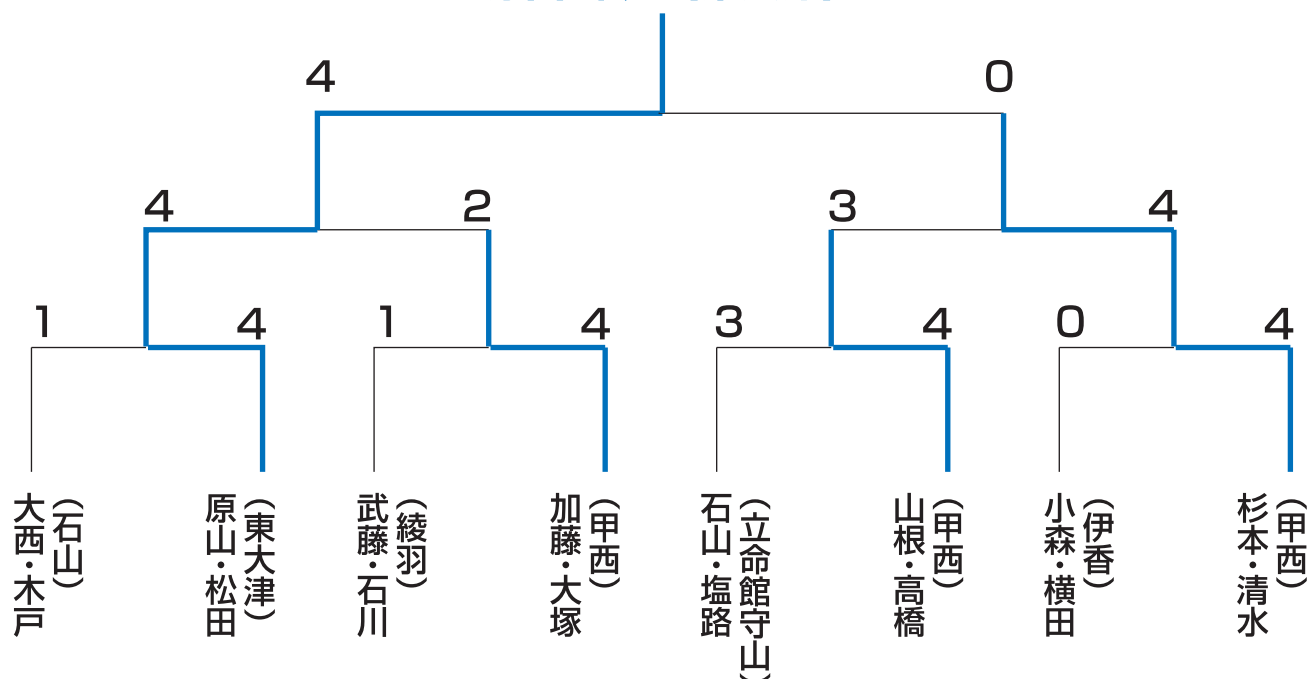 4
0
4
2
3
4
1
4
1
4
3
4
0
4
大西・木戸
(石山)
原山・松田
(東大津)
武藤・石川
(綾羽)
加藤・大塚
(甲西)
石山・塩路
(立命館守山)
山根・高橋
(甲西)
小森・横田
(伊香)
杉本・清水
(甲西)